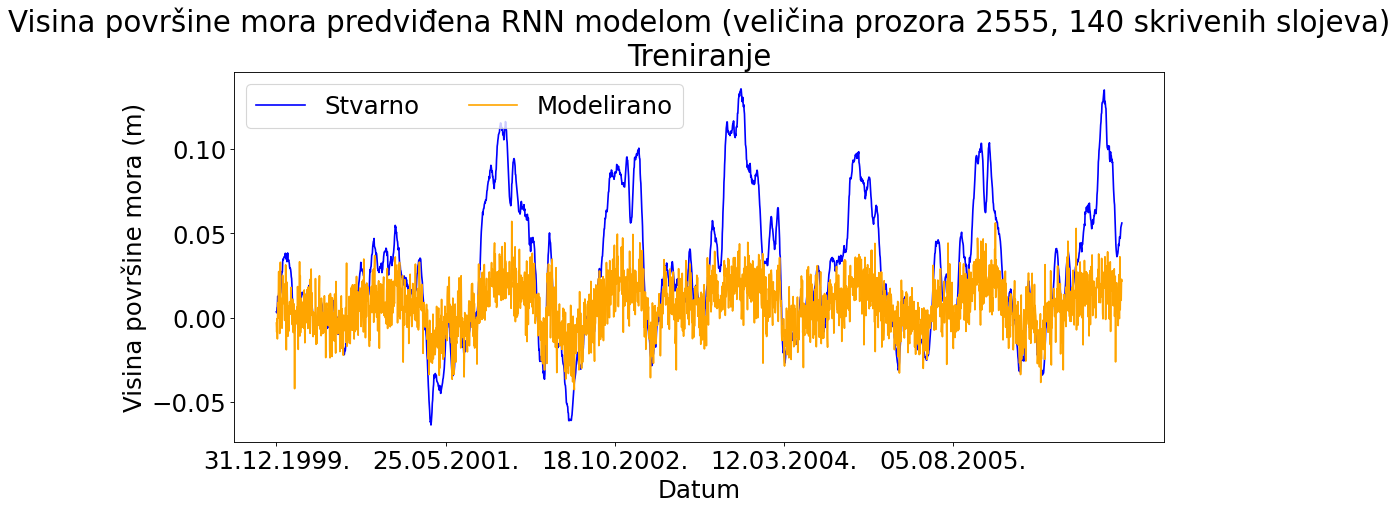 Visina površine mora predviđena RNN modelom (veličina prozora 2555, 140 skrivenih slojeva)
Treniranje
Stvarno Modelirano
Visina površine mora (m)
0.10
0.05
0.00
−0.05
31.12.1999. 25.05.2001. 18.10.2002. 12.03.2004. 05.08.2005.
Datum